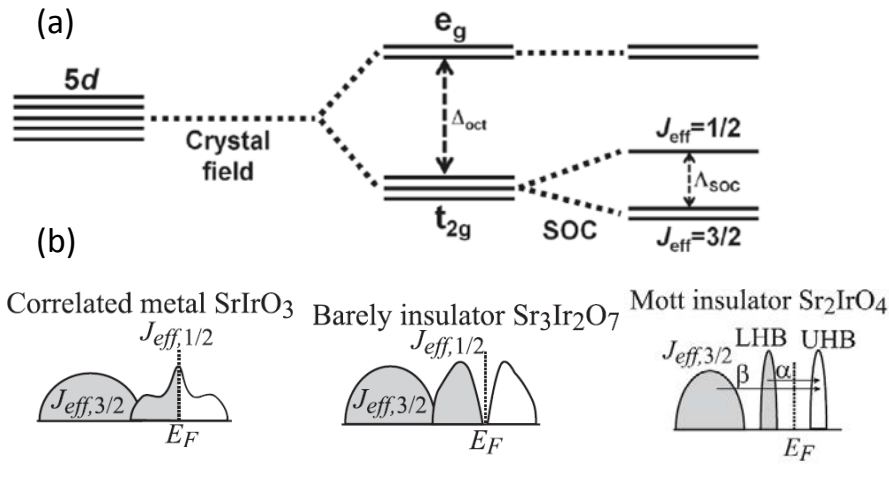 (a)
5d
Crystal
field
e_g
Δ_oct
t_2g
SOC
J_eff=1/2
Λ_SOC
J_eff=3/2
(b)
Correlated metal SrIrO₃
J_eff,1/2
J_eff,3/2
E_F
Barely insulator Sr₃Ir₂O₇
J_eff,1/2
J_eff,3/2
E_F
Mott insulator Sr₂IrO₄
LHB UHB
J_eff,3/2
β
α
E_F